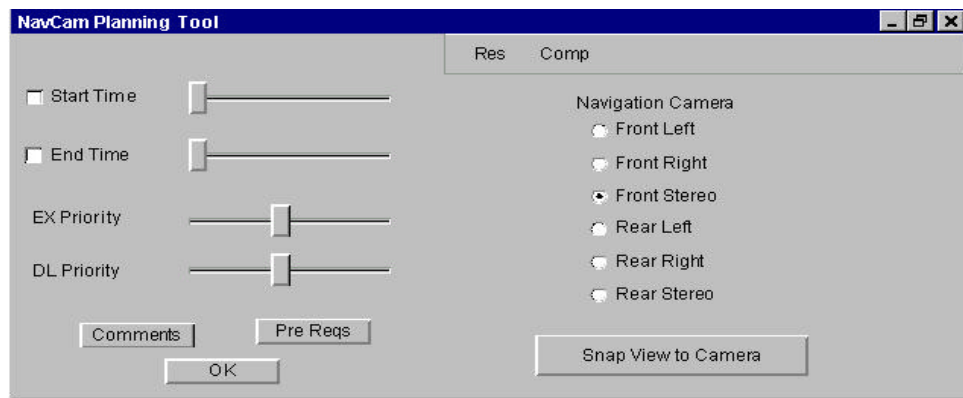 NavCam Planning Tool
Res Comp
Start Time
End Time
EX Priority
DL Priority
Comments
Pre Reqs
OK
Navigation Camera
Front Left
Front Right
Front Stereo
Rear Left
Rear Right
Rear Stereo
Snap View to Camera